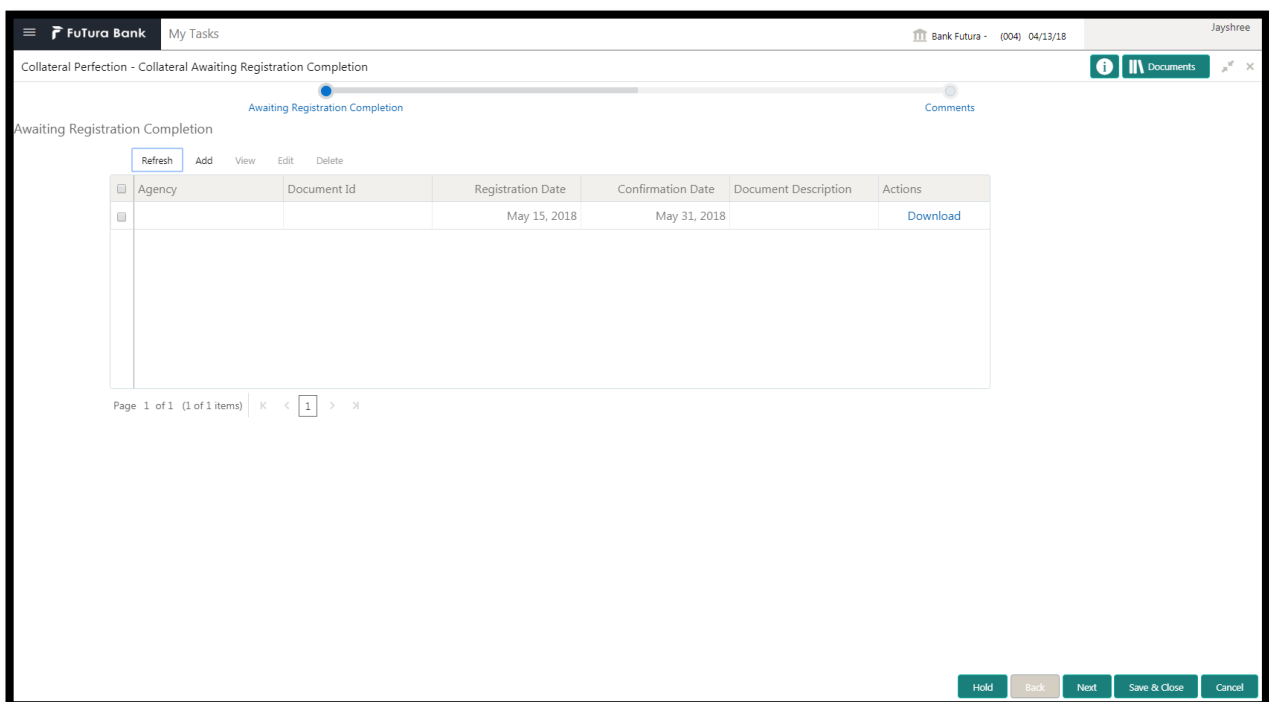 FuTura Bank My Tasks Bank Futura - (004) 04/13/18 Jayshree
Collateral Perfection - Collateral Awaiting Registration Completion i Documents
Awaiting Registration Completion Comments
Awaiting Registration Completion
Refresh Add View Edit Delete
Agency Document Id Registration Date Confirmation Date Document Description Actions
May 15, 2018 May 31, 2018 Download
Page 1 of 1 (1 of 1 items) K < 1 > X
Hold Back Next Save & Close Cancel